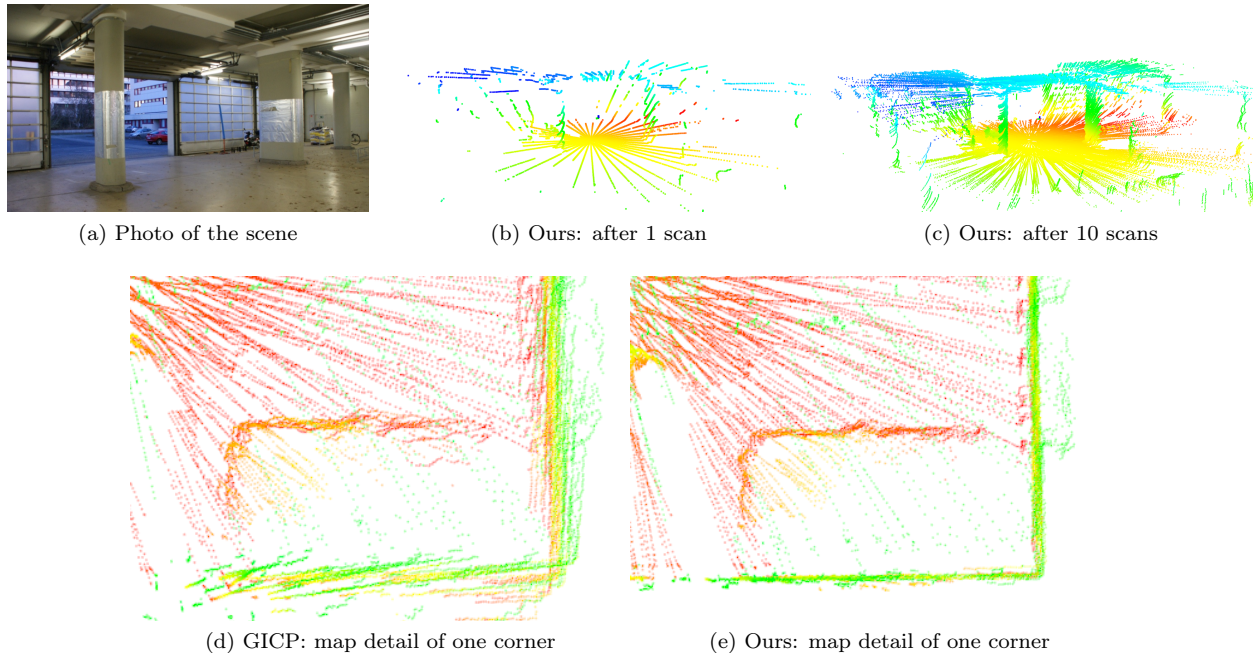 (a) Photo of the scene
(b) Ours: after 1 scan
(c) Ours: after 10 scans
(d) GICP: map detail of one corner
(e) Ours: map detail of one corner